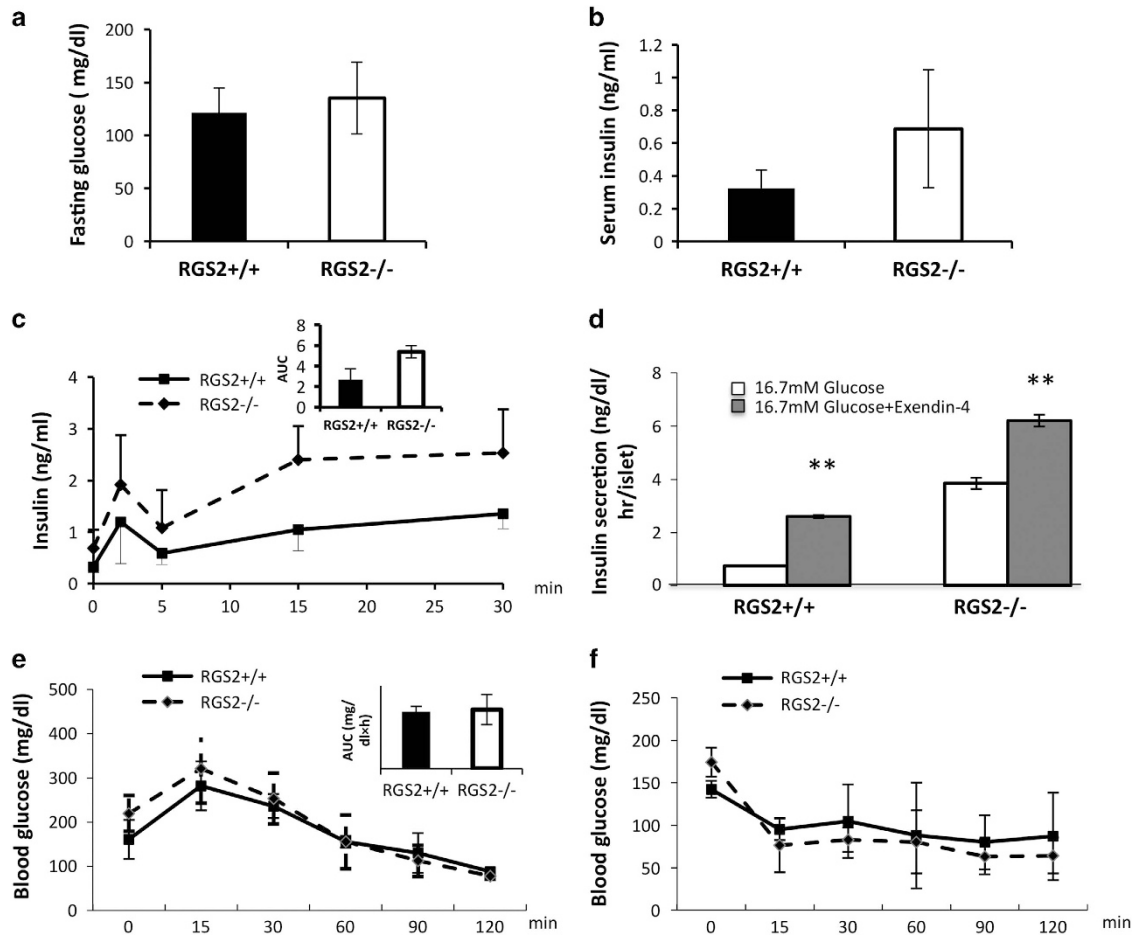 a
200
150
100
50
0
Fasting glucose ( mg/dl)
RGS2+/+ RGS2-/-
b
1.2
1
0.8
0.6
0.4
0.2
0
Serum insulin (ng/ml)
RGS2+/+ RGS2-/-
c
4
3
2
1
0
Insulin (ng/ml)
RGS2+/+
RGS2-/-
8
6
4
2
0
AUC
RGS2+/+ RGS2-/-
0 5 10 15 20 25 30 min
d
8
6
4
2
0
Insulin secretion (ng/dl/
hr/islet)
16.7mM Glucose
16.7mM Glucose+Exendin-4
**
**
RGS2+/+ RGS2-/-
e
500
400
300
200
100
0
Blood glucose (mg/dl)
RGS2+/+
RGS2-/-
AUC (mg/
dl×h)
RGS2+/+ RGS2-/-
0 15 30 60 90 120 min
f
250
200
150
100
50
0
Blood glucose (mg/dl)
RGS2+/+
RGS2-/-
0 15 30 60 90 120 min